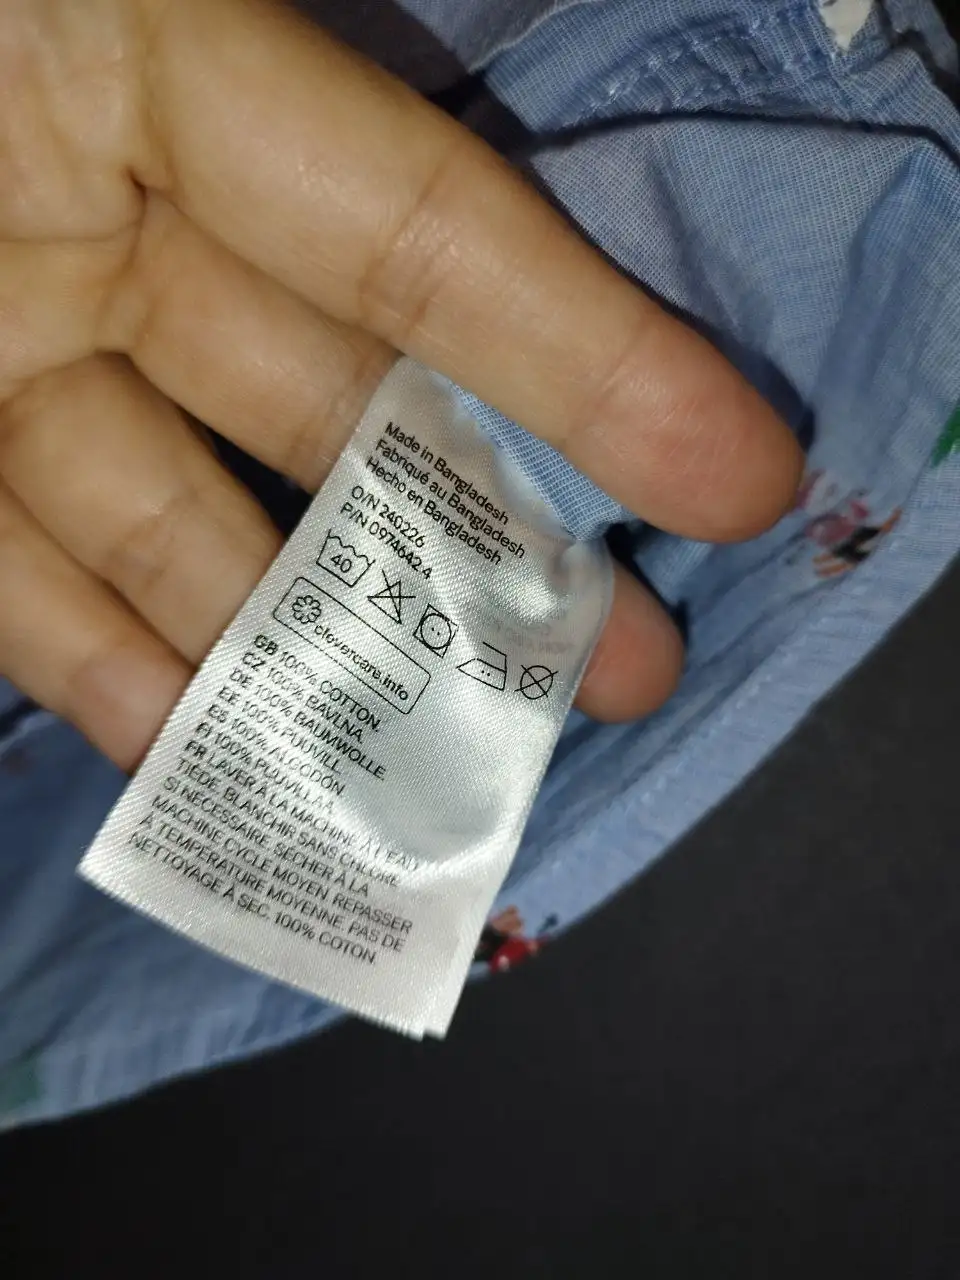 Made in Bangladesh
Fabriqué au Bangladesh
Hecho en Bangladesh
O/N 240226
P/N 0974642.4
40
clevercare.info
GB 100% COTTON.
CZ 100% BAVLNA.
DE 100% BAUMWOLLE.
EE 100% PUUVILL.
ES 100% ALGODÓN.
FI 100% PUUVILLAA.
FR LAVER À LA MACHINE À L'EAU
TIÈDE. BLANCHIR SANS CHLORE
SI NÉCESSAIRE. SÉCHER À LA
MACHINE CYCLE MOYEN. REPASSER
À TEMPÉRATURE MOYENNE. PAS DE
NETTOYAGE À SEC. 100% COTON.